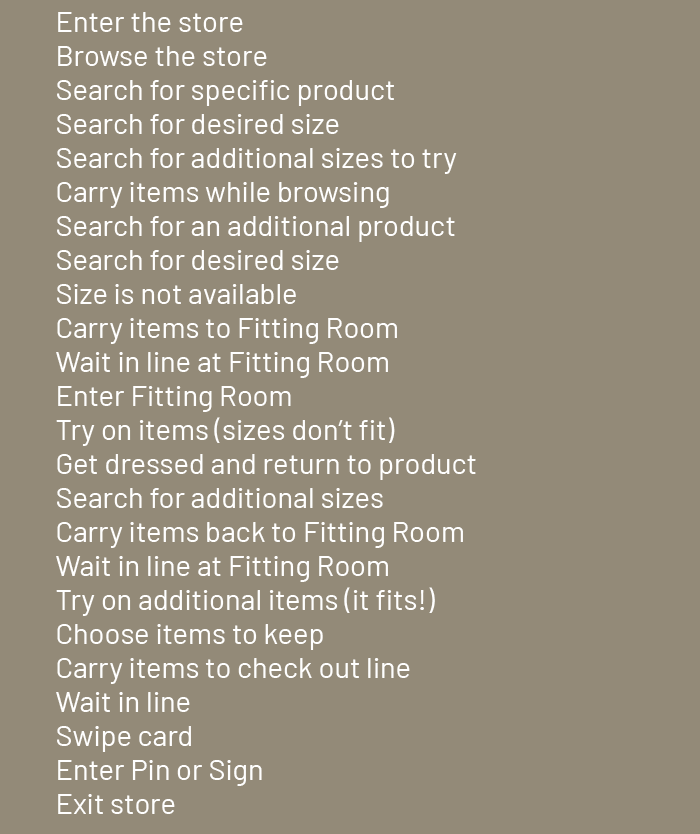 Enter the store
Browse the store
Search for specific product
Search for desired size
Search for additional sizes to try
Carry items while browsing
Search for an additional product
Search for desired size
Size is not available
Carry items to Fitting Room
Wait in line at Fitting Room
Enter Fitting Room
Try on items (sizes don’t fit)
Get dressed and return to product
Search for additional sizes
Carry items back to Fitting Room
Wait in line at Fitting Room
Try on additional items (it fits!)
Choose items to keep
Carry items to check out line
Wait in line
Swipe card
Enter Pin or Sign
Exit store